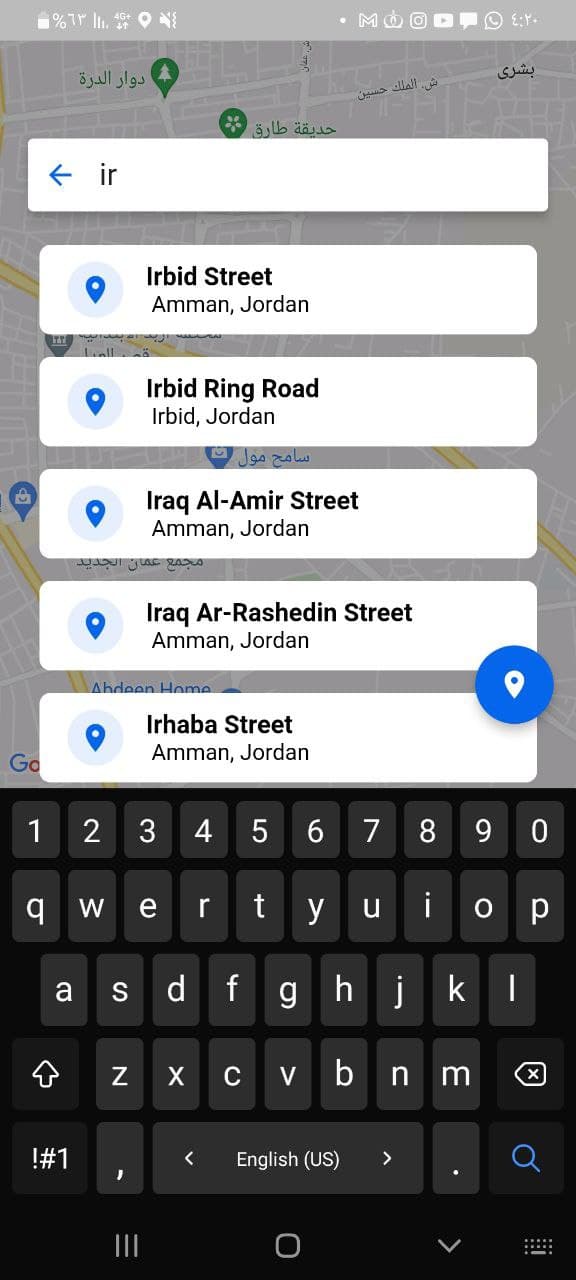 %٦٣ 4G+ ٤:٢٠
دوار الدرة
ش. عمان
بشرى
ش. الملك حسين
حديقة طارق
ir
Irbid Street
Amman, Jordan
Irbid Ring Road
Irbid, Jordan
سامح مول
Iraq Al-Amir Street
Amman, Jordan
مجمع عمان الجديد
Iraq Ar-Rashedin Street
Amman, Jordan
Abdeen Home
Irhaba Street
Amman, Jordan
Go
1 2 3 4 5 6 7 8 9 0
q w e r t y u i o p
a s d f g h j k l
z x c v b n m
!#1 , < English (US) > .